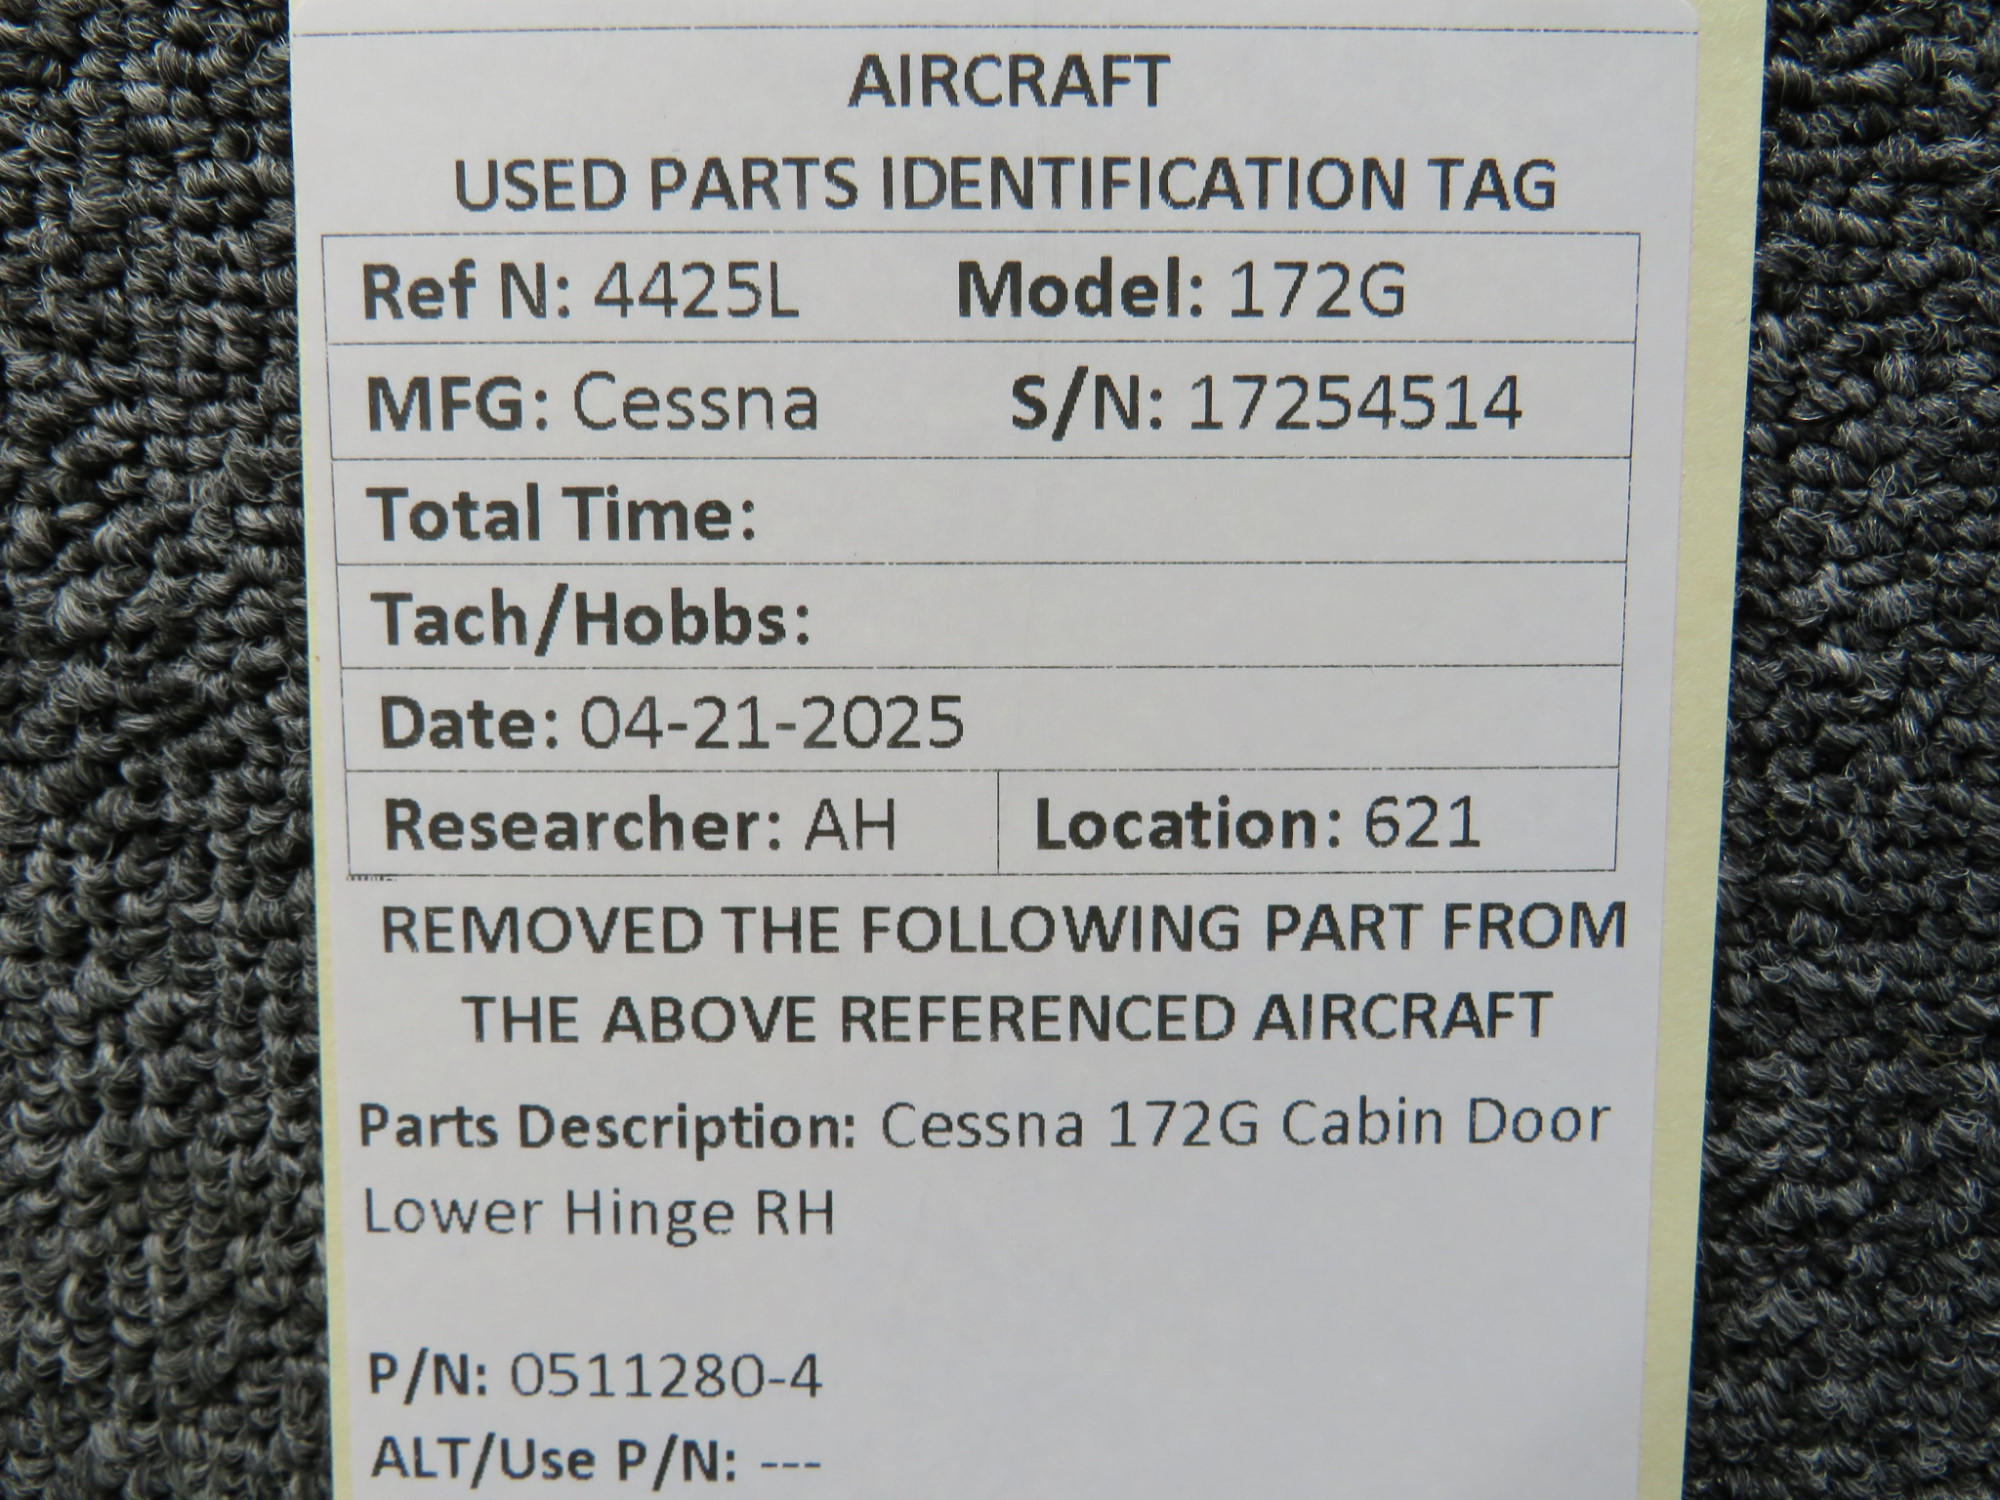 AIRCRAFT
USED PARTS IDENTIFICATION TAG
Ref N: 4425L Model: 172G
MFG: Cessna S/N: 17254514
Total Time:
Tach/Hobbs:
Date: 04-21-2025
Researcher: AH Location: 621
REMOVED THE FOLLOWING PART FROM
THE ABOVE REFERENCED AIRCRAFT
Parts Description: Cessna 172G Cabin Door
Lower Hinge RH
P/N: 0511280-4
ALT/Use P/N: ---